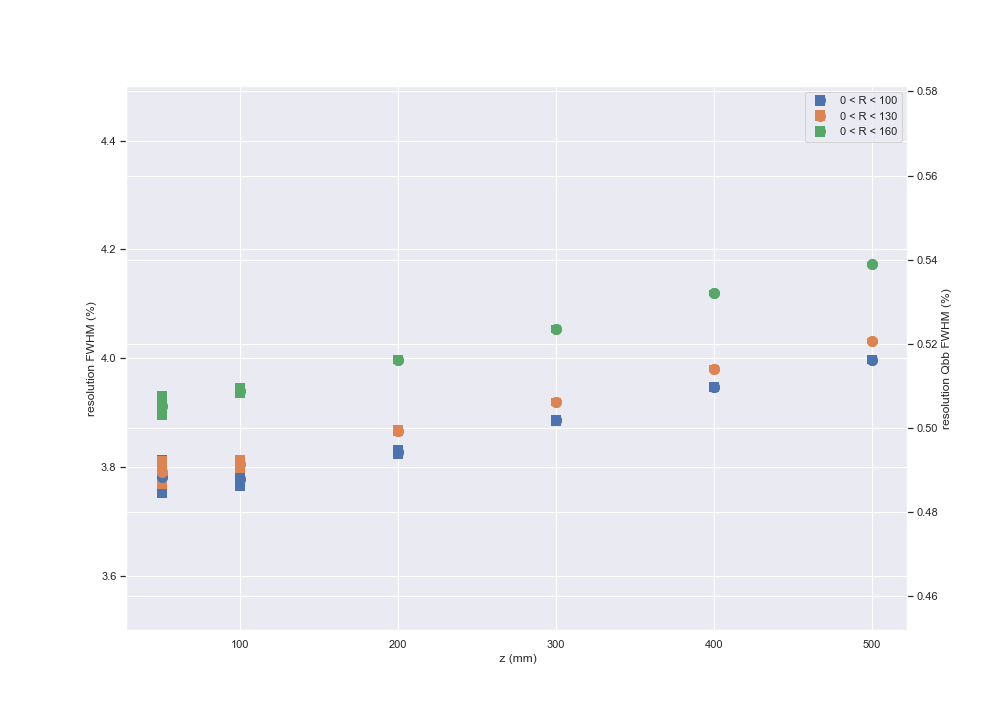 0 < R < 100
0 < R < 130
0 < R < 160
4.4
4.2
4.0
3.8
3.6
resolution FWHM (%)
0.58
0.56
0.54
0.52
0.50
0.48
0.46
resolution Qbb FWHM (%)
100 200 300 400 500
z (mm)